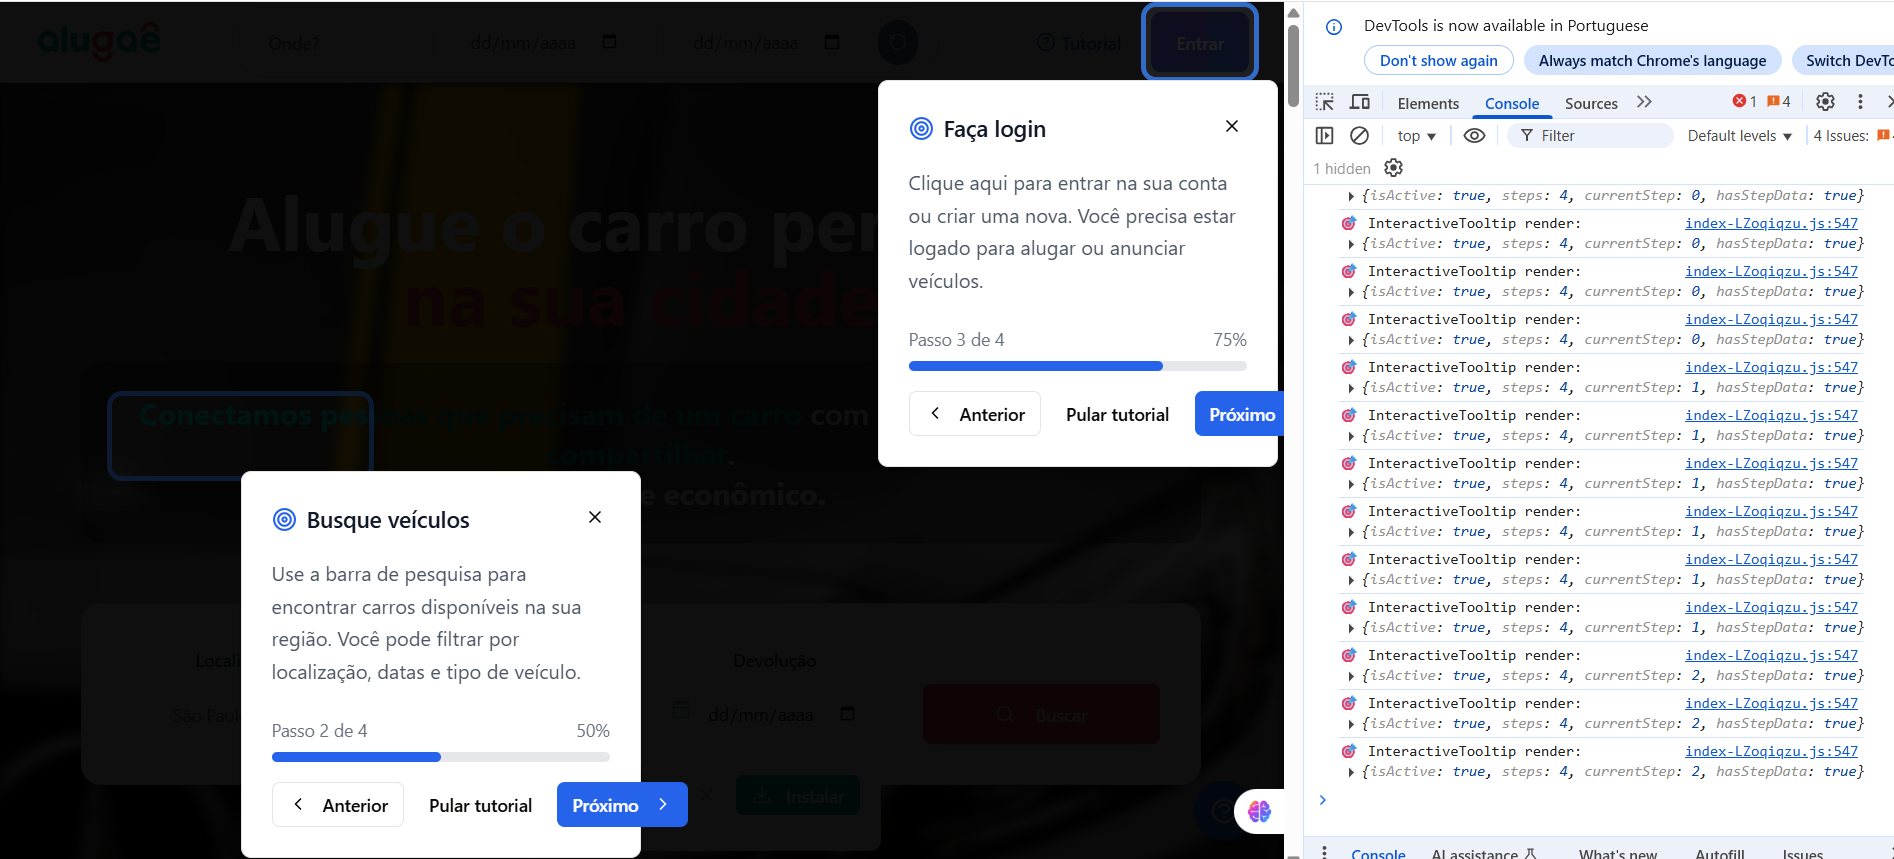 alugaê
Onde?
dd/mm/aaaa
dd/mm/aaaa
Tutorial
Entrar
Alugue o carro per
na sua cidade
Faça login
Clique aqui para entrar na sua conta
ou criar uma nova. Você precisa estar
logado para alugar ou anunciar
veículos.
Passo 3 de 4
75%
Anterior
Pular tutorial
Próximo
Conectamos pessoas que precisam de um carro com
compartilhar.
e econômico.
Busque veículos
Use a barra de pesquisa para
encontrar carros disponíveis na sua
região. Você pode filtrar por
localização, datas e tipo de veículo.
Passo 2 de 4
50%
Anterior
Pular tutorial
Próximo
Locali
São Paul
Devolução
dd/mm/aaaa
Buscar
Instalar
DevTools is now available in Portuguese
Don't show again
Always match Chrome's language
Switch DevTo
Elements
Console
Sources
1
4
top
Filter
Default levels
4 Issues:
1 hidden
{isActive: true, steps: 4, currentStep: 0, hasStepData: true}
InteractiveTooltip render: index-LZoqiqzu.js:547
{isActive: true, steps: 4, currentStep: 0, hasStepData: true}
InteractiveTooltip render: index-LZoqiqzu.js:547
{isActive: true, steps: 4, currentStep: 0, hasStepData: true}
InteractiveTooltip render: index-LZoqiqzu.js:547
{isActive: true, steps: 4, currentStep: 0, hasStepData: true}
InteractiveTooltip render: index-LZoqiqzu.js:547
{isActive: true, steps: 4, currentStep: 1, hasStepData: true}
InteractiveTooltip render: index-LZoqiqzu.js:547
{isActive: true, steps: 4, currentStep: 1, hasStepData: true}
InteractiveTooltip render: index-LZoqiqzu.js:547
{isActive: true, steps: 4, currentStep: 1, hasStepData: true}
InteractiveTooltip render: index-LZoqiqzu.js:547
{isActive: true, steps: 4, currentStep: 1, hasStepData: true}
InteractiveTooltip render: index-LZoqiqzu.js:547
{isActive: true, steps: 4, currentStep: 1, hasStepData: true}
InteractiveTooltip render: index-LZoqiqzu.js:547
{isActive: true, steps: 4, currentStep: 1, hasStepData: true}
InteractiveTooltip render: index-LZoqiqzu.js:547
{isActive: true, steps: 4, currentStep: 2, hasStepData: true}
InteractiveTooltip render: index-LZoqiqzu.js:547
{isActive: true, steps: 4, currentStep: 2, hasStepData: true}
InteractiveTooltip render: index-LZoqiqzu.js:547
{isActive: true, steps: 4, currentStep: 2, hasStepData: true}
Console
AI assistance
What's new
Autofill
Issues